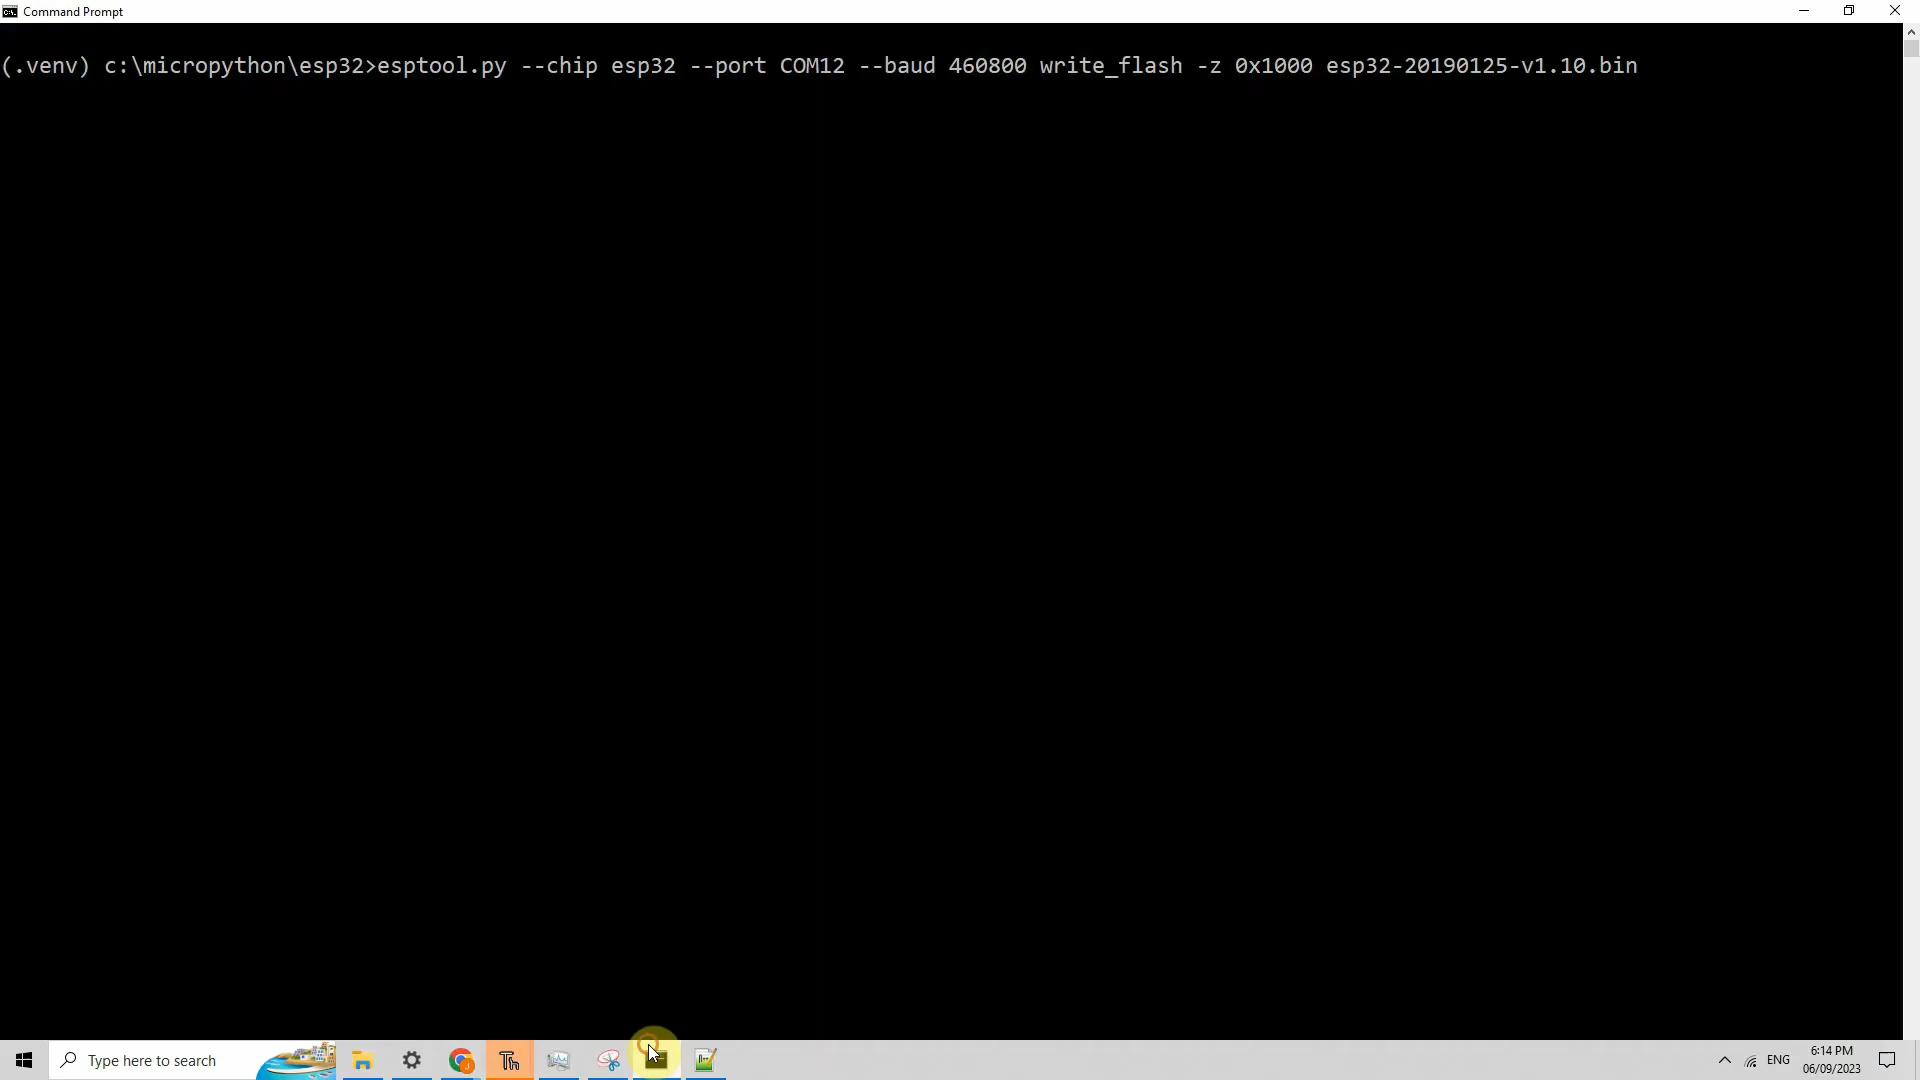 Command Prompt
(.venv) c:\micropython\esp32>esptool.py --chip esp32 --port COM12 --baud 460800 write_flash -z 0x1000 esp32-20190125-v1.10.bin
Type here to search
Th
J
ENG
6:14 PM
06/09/2023